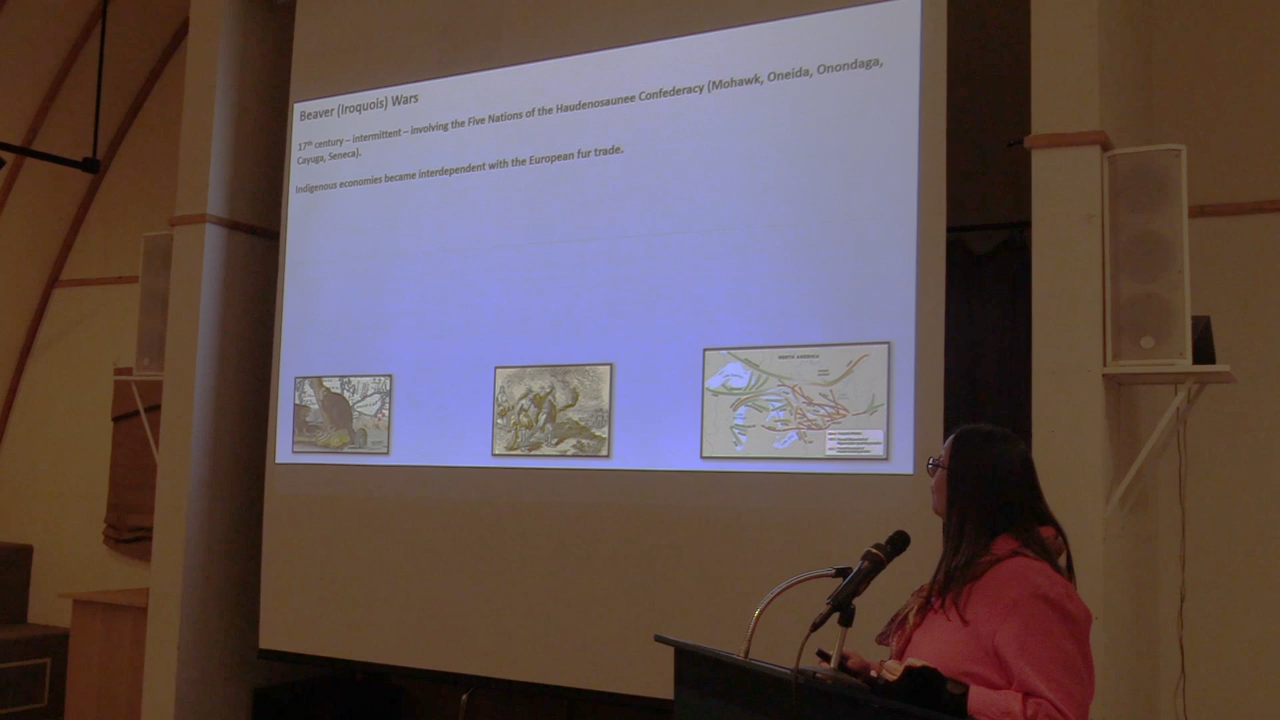 Beaver (Iroquois) Wars
17th century – intermittent – involving the Five Nations of the Haudenosaunee Confederacy (Mohawk, Oneida, Onondaga,
Cayuga, Seneca).
Indigenous economies became interdependent with the European fur trade.
NORTH AMERICA